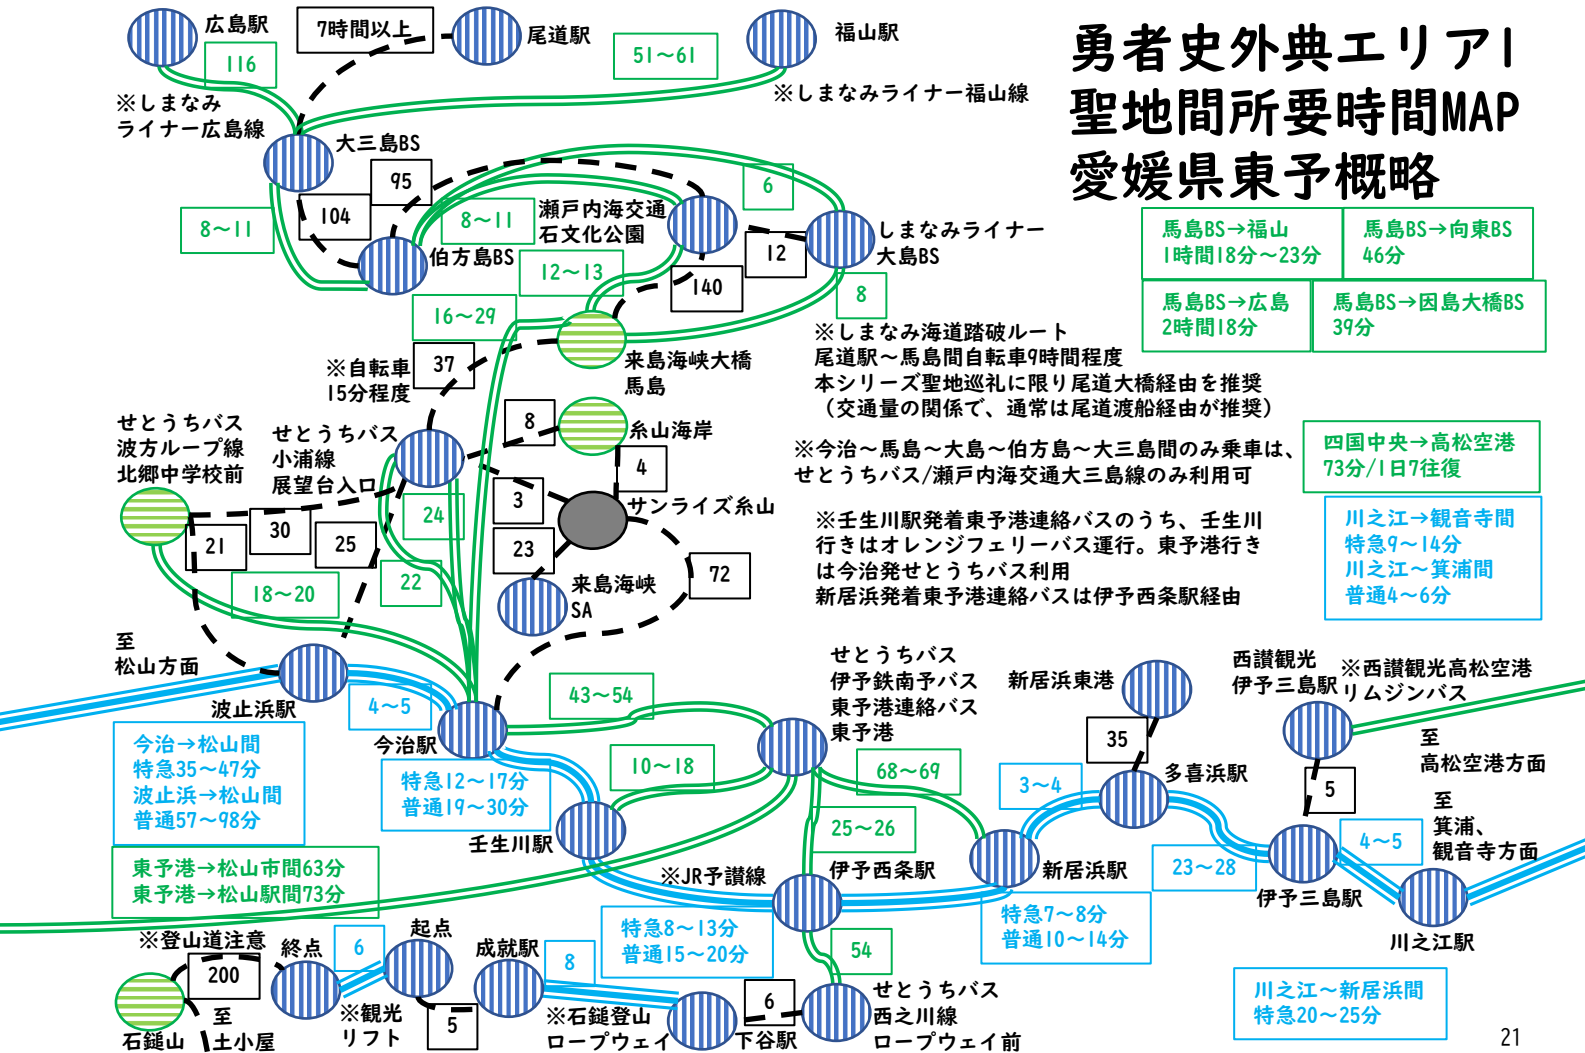 勇者史外典エリア1
聖地間所要時間MAP
愛媛県東予概略
広島駅
7時間以上
尾道駅
福山駅
116
51～61
※しまなみ
ライナー広島線
※しまなみライナー福山線
大三島BS
95
104
8～11
8～11
瀬戸内海交通
石文化公園
6
12
しまなみライナー
大島BS
伯方島BS
12～13
140
8
16～29
馬島BS→福山
1時間18分～23分
馬島BS→向東BS
46分
馬島BS→広島
2時間18分
馬島BS→因島大橋BS
39分
※自転車
15分程度
37
来島海峡大橋
馬島
※しまなみ海道踏破ルート
尾道駅～馬島間自転車9時間程度
本シリーズ聖地巡礼に限り尾道大橋経由を推奨
（交通量の関係で、通常は尾道渡船経由が推奨）
せとうちバス
波方ループ線
北郷中学校前
せとうちバス
小浦線
展望台入口
8
糸山海岸
4
※今治～馬島～大島～伯方島～大三島間のみ乗車は、
せとうちバス/瀬戸内海交通大三島線のみ利用可
四国中央→高松空港
73分/1日7往復
3
サンライズ糸山
24
21
30
25
23
72
※壬生川駅発着東予港連絡バスのうち、壬生川
行きはオレンジフェリーバス運行。東予港行き
は今治発せとうちバス利用
新居浜発着東予港連絡バスは伊予西条駅経由
川之江→観音寺間
特急9～14分
川之江～箕浦間
普通4～6分
18～20
22
来島海峡
SA
至
松山方面
波止浜駅
4～5
43～54
せとうちバス
伊予鉄南予バス
東予港連絡バス
東予港
新居浜東港
西讃観光
伊予三島駅
※西讃観光高松空港
リムジンバス
今治駅
今治→松山間
特急35～47分
波止浜→松山間
普通57～98分
特急12～17分
普通19～30分
10～18
68～69
35
3～4
多喜浜駅
5
至
高松空港方面
至
箕浦、
観音寺方面
壬生川駅
25～26
4～5
東予港→松山市間63分
東予港→松山駅間73分
※JR予讃線
伊予西条駅
新居浜駅
23～28
伊予三島駅
特急8～13分
普通15～20分
特急7～8分
普通10～14分
川之江駅
※登山道注意
200
終点
6
起点
成就駅
8
54
石鎚山
至
土小屋
※観光
リフト
5
※石鎚登山
ロープウェイ
6
下谷駅
せとうちバス
西之川線
ロープウェイ前
川之江～新居浜間
特急20～25分
21